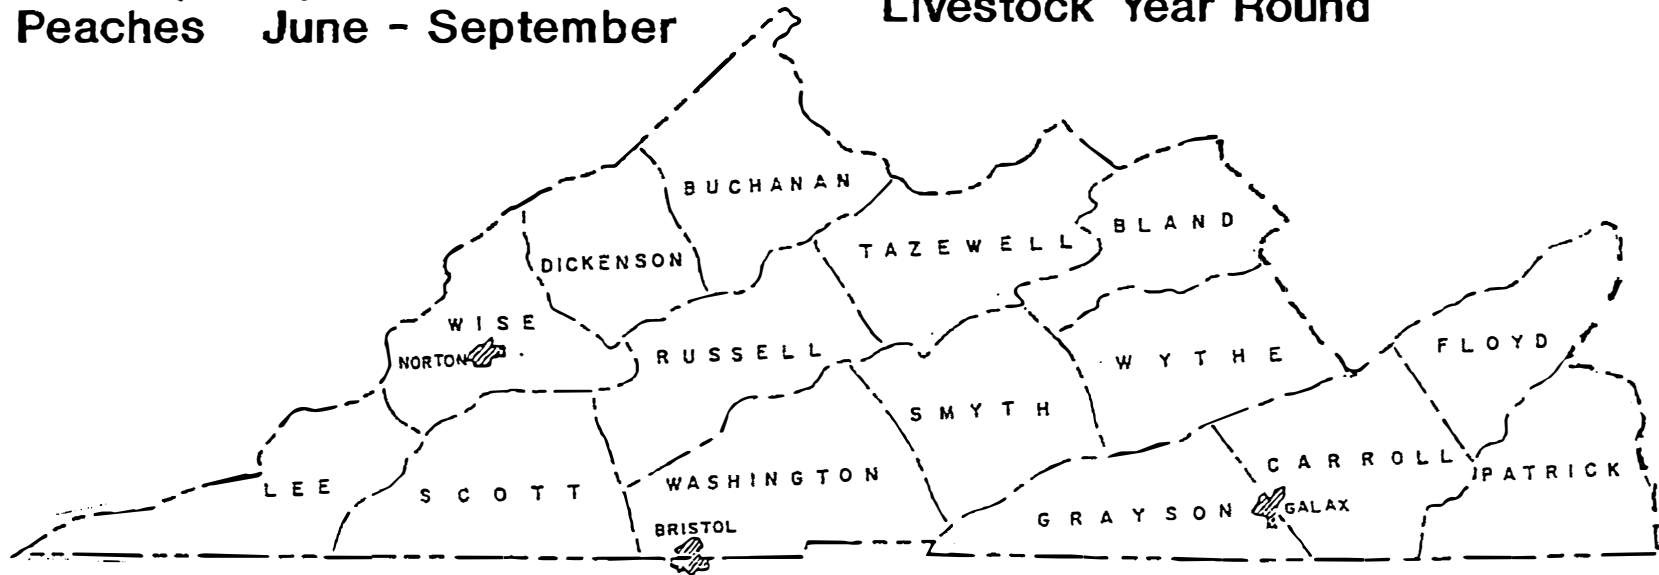 Peaches June - September
Livestock Year Round
BUCHANAN
BLAND
TAZEWELL
DICKENSON
WISE
NORTON
RUSSELL
WYTHE
FLOYD
SMYTH
CARROLL
PATRICK
WASHINGTON
LEE
SCOTT
GRAYSON
GALAX
BRISTOL